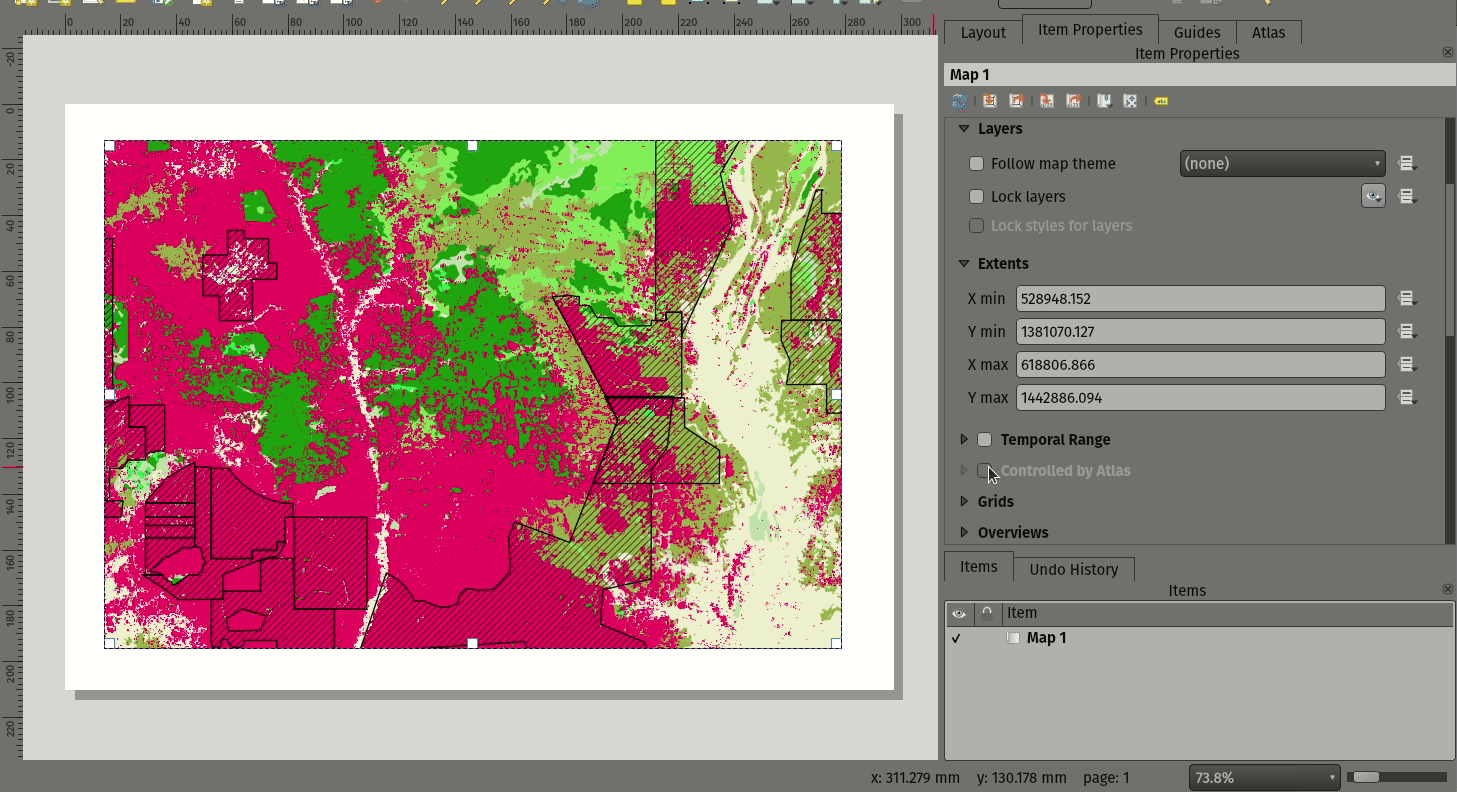 0 20 40 60 80 100 120 140 160 180 200 220 240 260 280 300
-20
0
20
40
60
80
100
120
140
160
180
200
220
Layout Item Properties Guides Atlas
Item Properties
Map 1
abc
Layers
Follow map theme (none)
Lock layers
Lock styles for layers
Extents
X min 528948.152
Y min 1381070.127
X max 618806.866
Y max 1442886.094
Temporal Range
Controlled by Atlas
Grids
Overviews
Items Undo History
Items
Item
Map 1
x: 311.279 mm y: 130.178 mm page: 1 73.8%